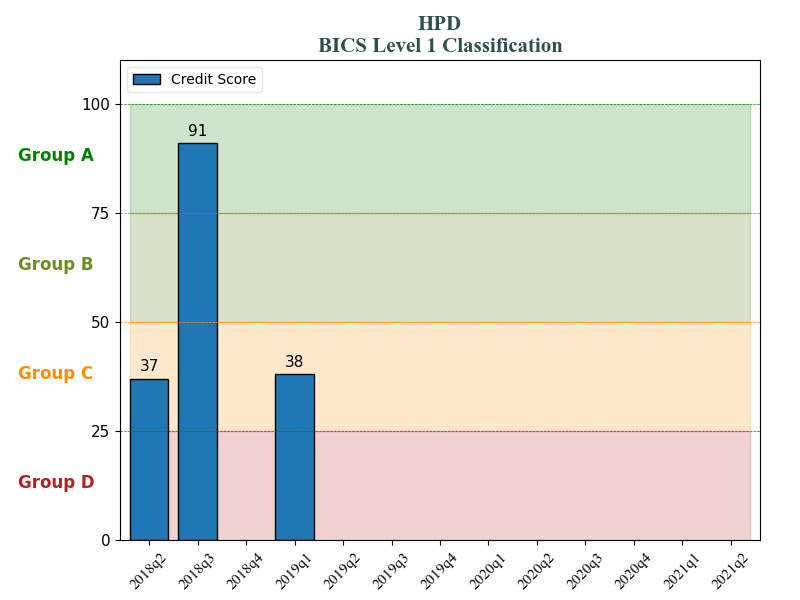 HPD
BICS Level 1 Classification
Credit Score
100
Group A
91
75
Group B
50
37
Group C
38
25
Group D
0
2018q2
2018q3
2018q4
2019q1
2019q2
2019q3
2019q4
2020q1
2020q2
2020q3
2020q4
2021q1
2021q2